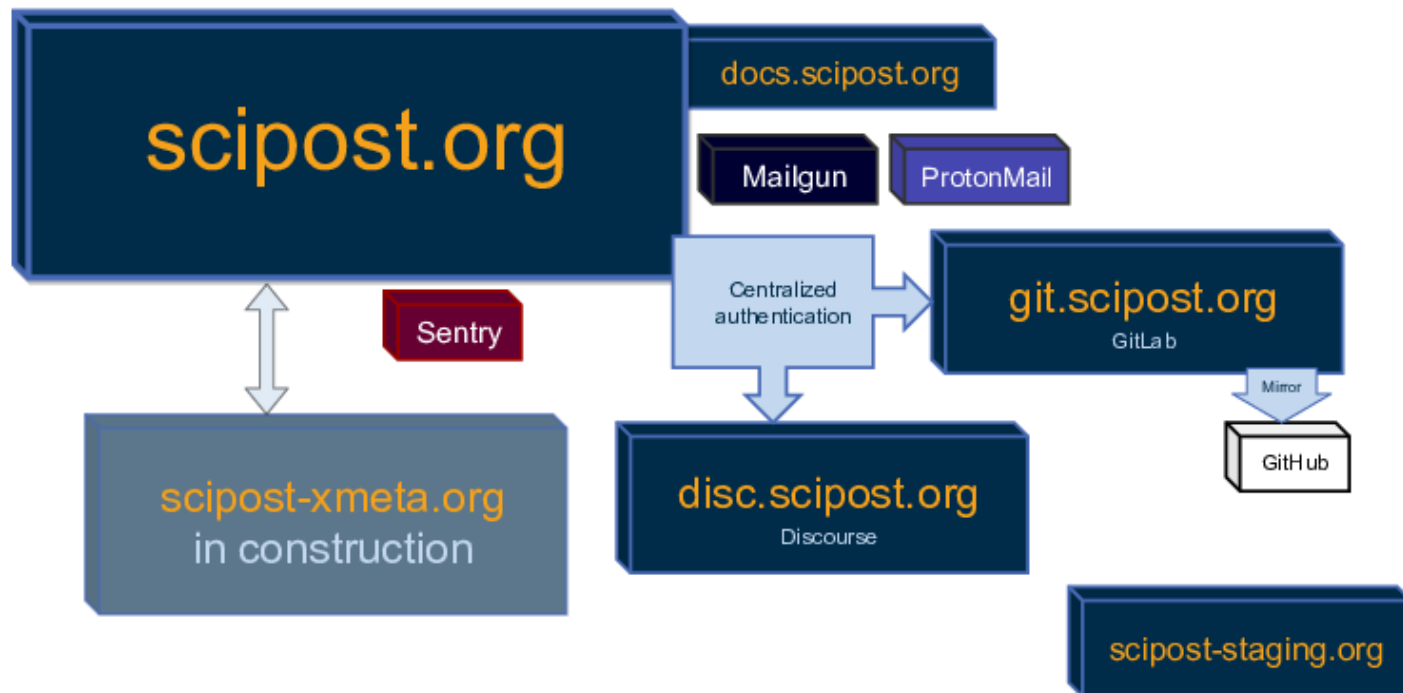 scipost.org
docs.scipost.org
Mailgun
ProtonMail
Centralized
authentication
git.scipost.org
GitLab
Sentry
Mirror
GitHub
scipost-xmeta.org
in construction
disc.scipost.org
Discourse
scipost-staging.org